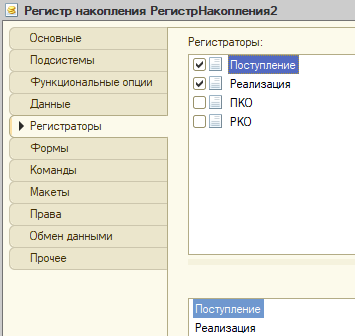 Регистр накопления РегистрНакопления2
Основные
Подсистемы
Функциональные опции
Данные
Регистраторы
Формы
Команды
Макеты
Права
Обмен данными
Прочее
Регистраторы:
Поступление
Реализация
ПКО
РКО
Поступление
Реализация